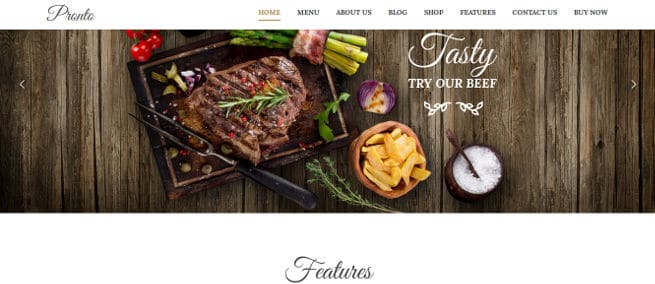 Pronto
HOME MENU ABOUT US BLOG SHOP FEATURES CONTACT US BUY NOW
Tasty
TRY OUR BEEF
Features